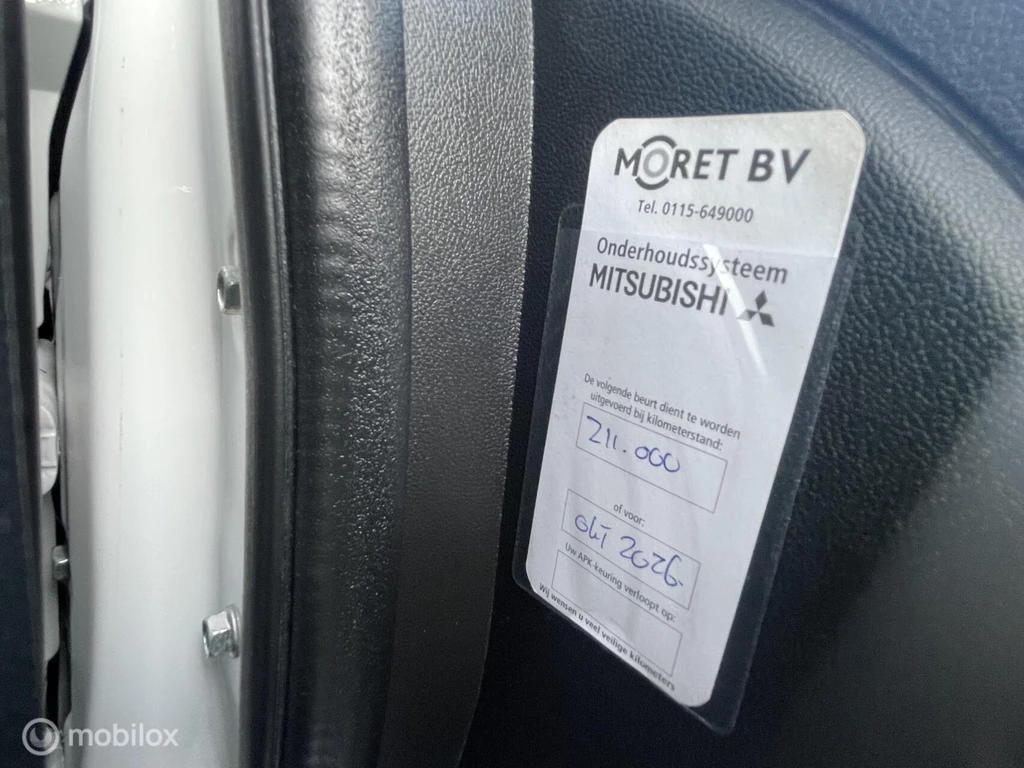 MORET BV
Tel. 0115-649000
Onderhoudssysteem
MITSUBISHI
De volgende beurt dient te worden
uitgevoerd bij kilometerstand:
211.000
of voor:
okt 2026.
Uw APK-keuring verloopt op:
Wij wensen u veel veilige kilometers
mobilox